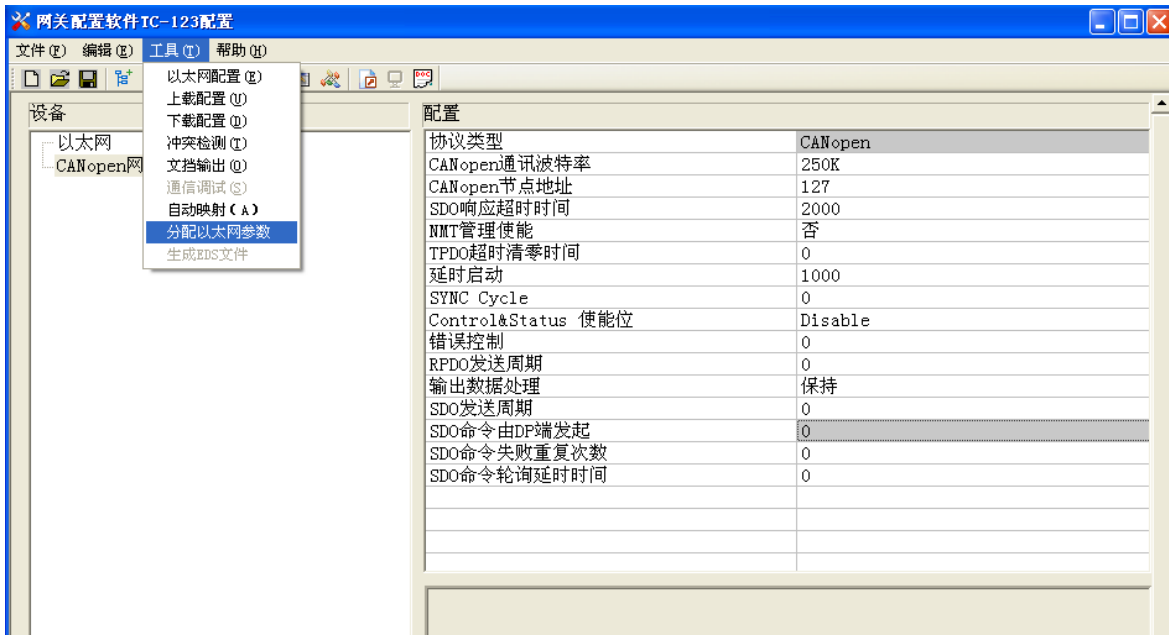 网关配置软件TC-123配置
文件(F) 编辑(E) 工具(T) 帮助(H)
以太网配置(E)
上载配置(U)
下载配置(D)
冲突检测(T)
文挡输出(O)
通信调试(S)
自动映射(A)
分配以太网参数
生成EDS文件
设备
以太网
CANopen网
配置
协议类型 CANopen
CANopen通讯波特率 250K
CANopen节点地址 127
SDO响应超时时间 2000
NMT管理使能 否
TPDO超时清零时间 0
延时启动 1000
SYNC Cycle 0
Control&Status 使能位 Disable
错误控制 0
RPDO发送周期 0
输出数据处理 保持
SDO发送周期 0
SDO命令由DP端发起 0
SDO命令失败重复次数 0
SDO命令轮询延时时间 0